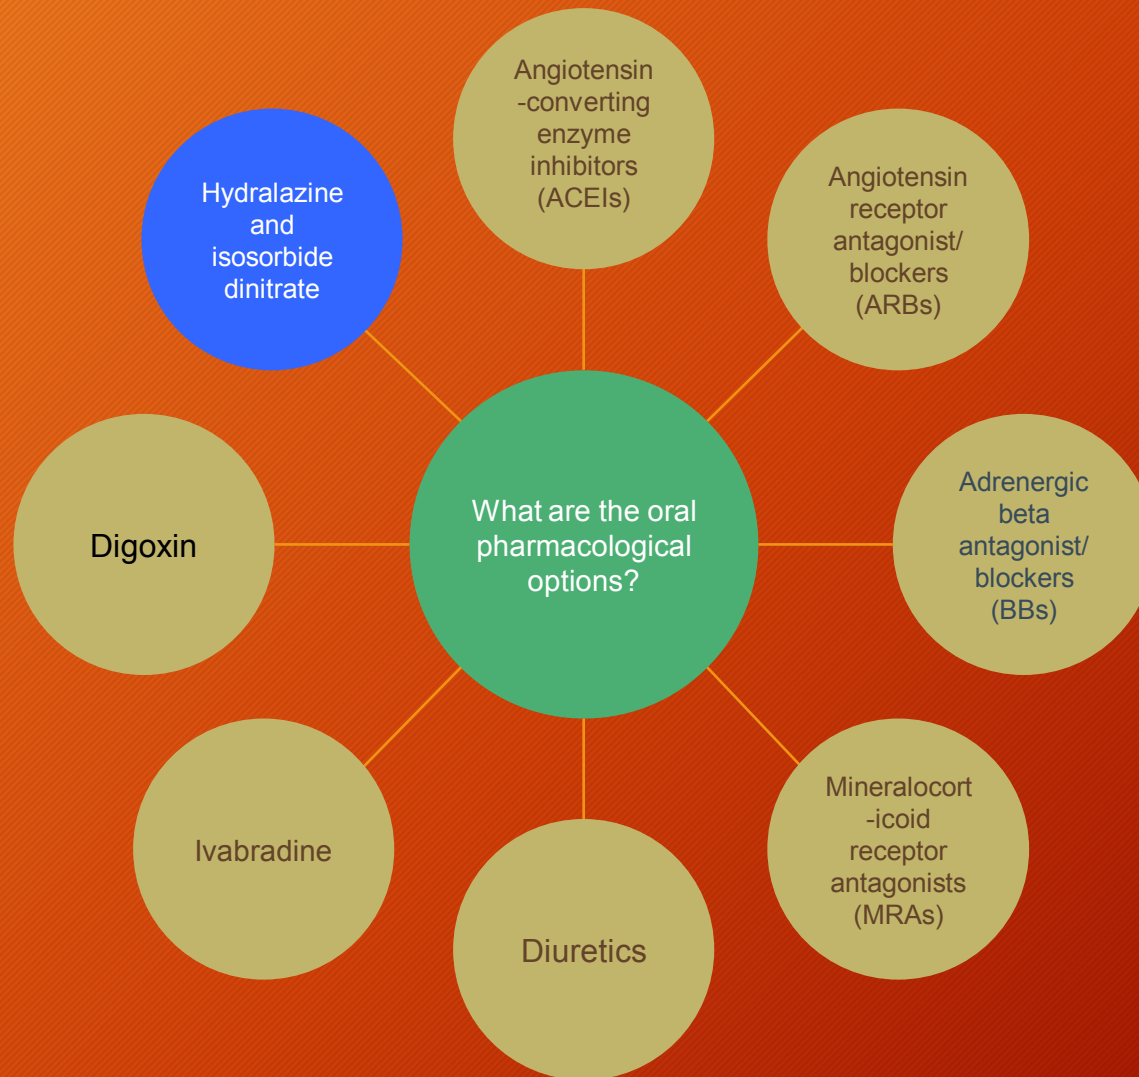 What are the oral
pharmacological
options?
Angiotensin
-converting
enzyme
inhibitors
(ACEIs)
Angiotensin
receptor
antagonist/
blockers
(ARBs)
Adrenergic
beta
antagonist/
blockers
(BBs)
Mineralocort
-icoid
receptor
antagonists
(MRAs)
Diuretics
Ivabradine
Digoxin
Hydralazine
and
isosorbide
dinitrate